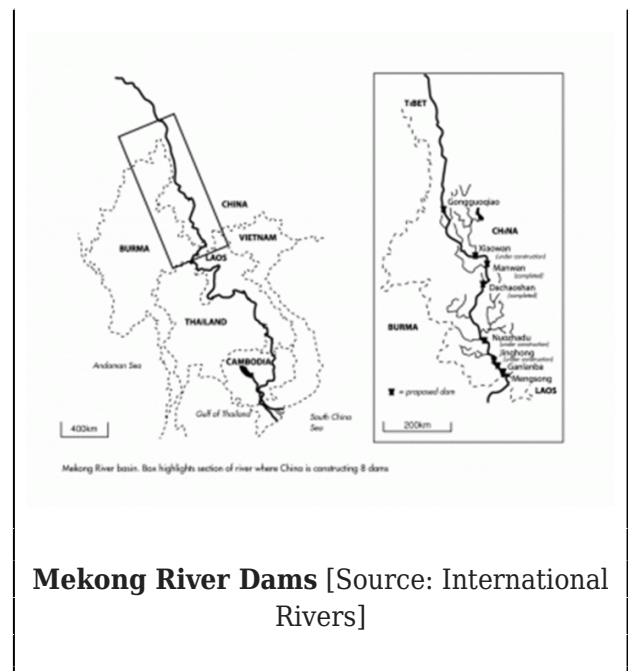 CHINA
BURMA
VIETNAM
LAOS
THAILAND
CAMBODIA
Andaman Sea
Gulf of Thailand
South China
Sea
400km
TIBET
Gongguoqiao
CHINA
Xiaowan
(under construction)
Manwan
(completed)
Dachaoshan
(completed)
BURMA
Nuozhadu
(under construction)
Jinghong
(under construction)
Ganlanba
Mengsong
LAOS
= proposed dam
200km
Mekong River basin. Box highlights section of river where China is constructing 8 dams
Mekong River Dams [Source: International
Rivers]